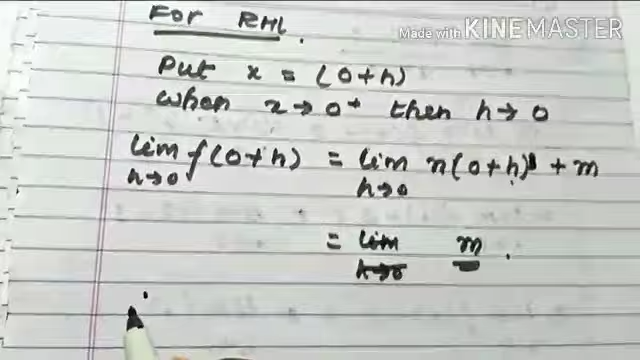 Made with KINEMASTER
For RHL.
Put x = (0+h)
when x→0+ then h→0
lim f(0+h) = lim n(0+h) + m
h→0 h→0
= lim m.
h→0